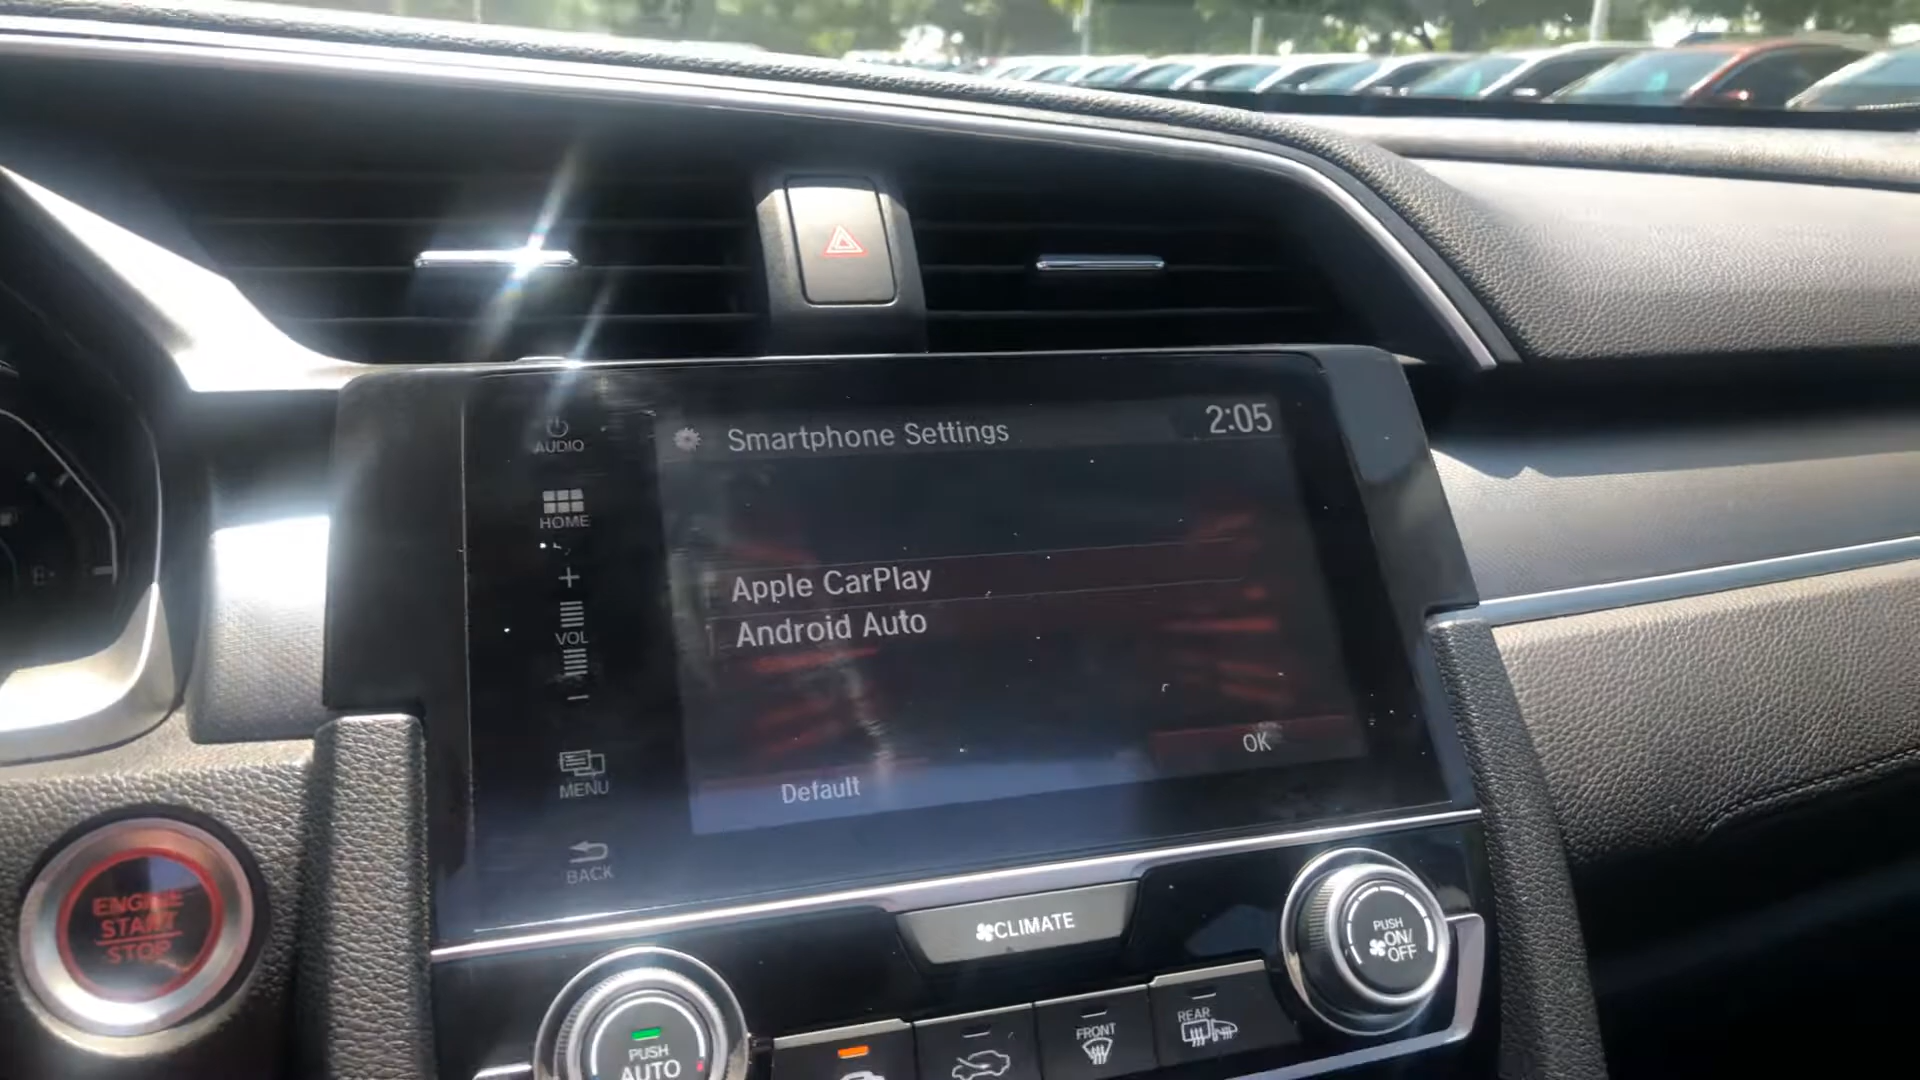 AUDIO
Smartphone Settings
2:05
HOME
+
VOL
-
Apple CarPlay
Android Auto
OK
Default
MENU
BACK
ENGINE
START
STOP
CLIMATE
PUSH
ON/
OFF
PUSH
AUTO
FRONT
REAR